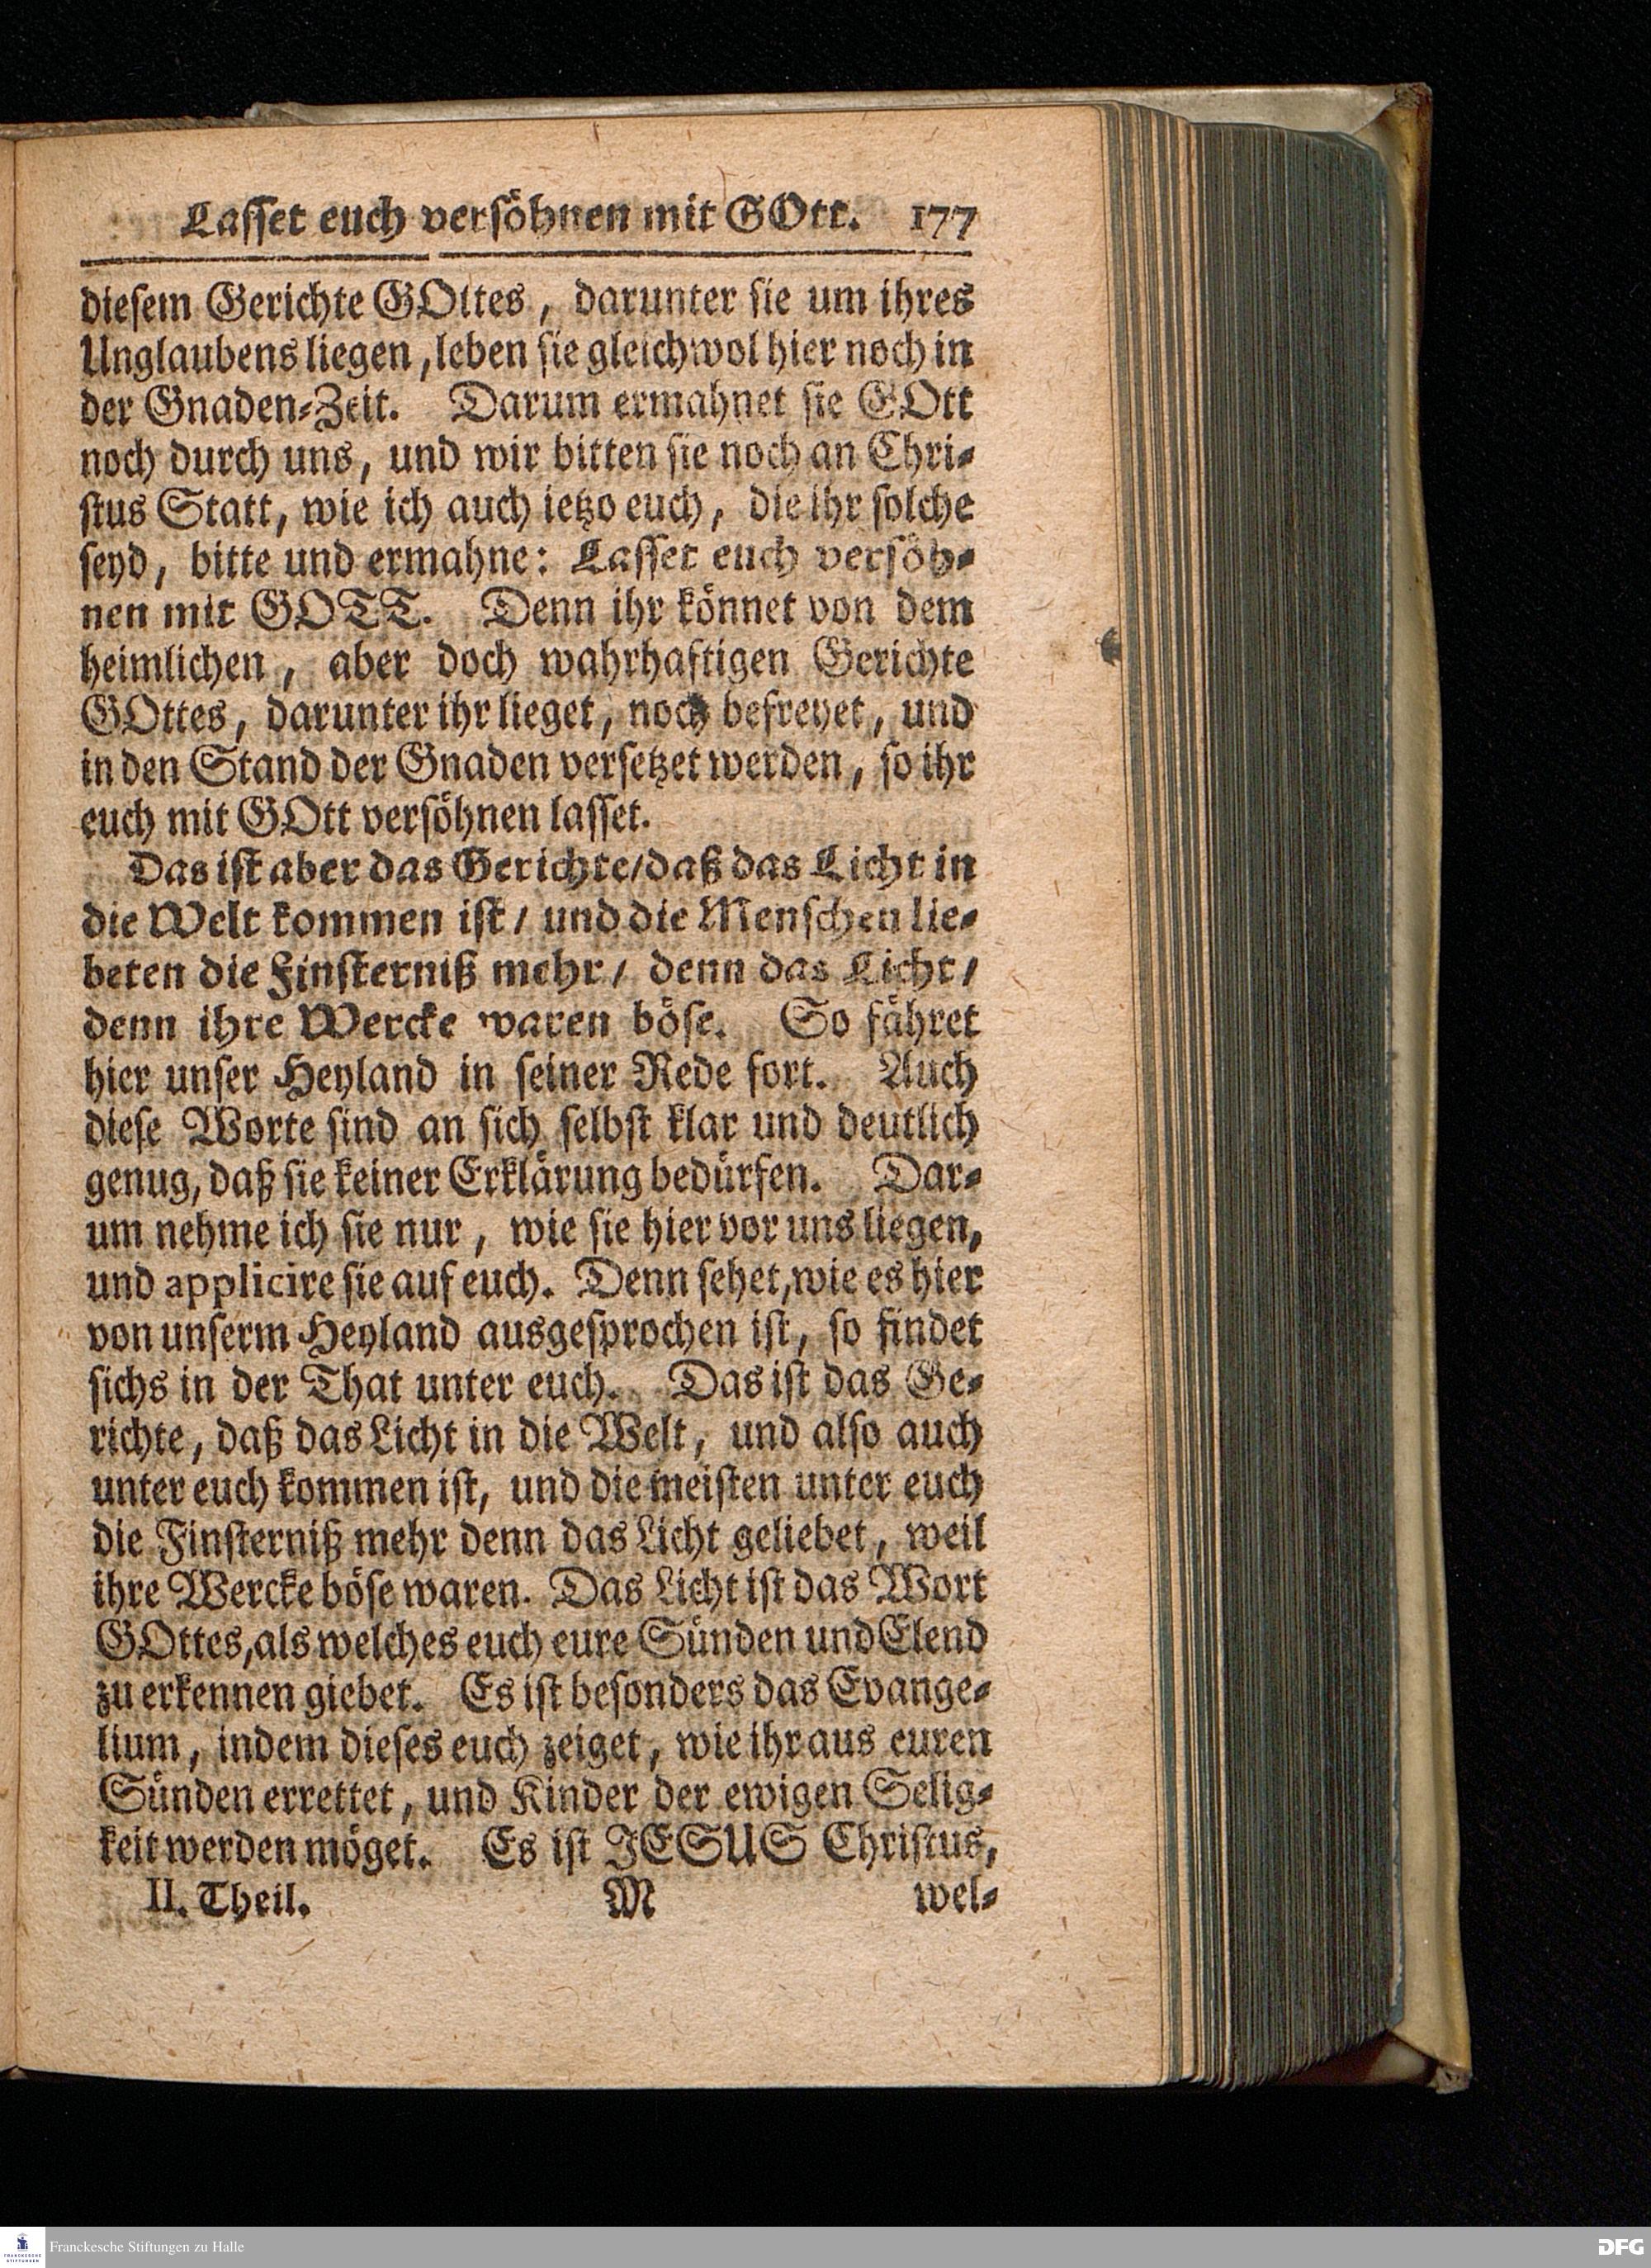 Lasset euch versöhnen mit GOtt. 177
diesem Gerichte GOttes, darunter sie um ihres
Unglaubens liegen, leben sie gleichwol hier noch in
der Gnaden-Zeit. Darum ermahnet sie GOtt
noch durch uns, und wir bitten sie noch an Chri-
stus Statt, wie ich auch ietzo euch, die ihr solche
seyd, bitte und ermahne: Lasset euch versöh-
nen mit GOTT. Denn ihr könnet von dem
heimlichen, aber doch wahrhaftigen Gerichte
GOttes, darunter ihr lieget, noch befreyet, und
in den Stand der Gnaden versetzet werden, so ihr
euch mit GOtt versöhnen lasset.
Das ist aber das Gerichte/ daß das Licht in
die Welt kommen ist/ und die Menschen lie-
beten die Finsterniß mehr/ denn das Licht/
denn ihre Wercke waren böse. So fähret
hier unser Heyland in seiner Rede fort. Auch
diese Worte sind an sich selbst klar und deutlich
genug, daß sie keiner Erklärung bedürfen. Dar-
um nehme ich sie nur, wie sie hier vor uns liegen,
und applicire sie auf euch. Denn sehet, wie es hier
von unserm Heyland ausgesprochen ist, so findet
sichs in der That unter euch. Das ist das Ge-
richte, daß das Licht in die Welt, und also auch
unter euch kommen ist, und die meisten unter euch
die Finsterniß mehr denn das Licht geliebet, weil
ihre Wercke böse waren. Das Licht ist das Wort
GOttes, als welches euch eure Sünden und Elend
zu erkennen giebet. Es ist besonders das Evange-
lium, indem dieses euch zeiget, wie ihr aus euren
Sünden errettet, und Kinder der ewigen Selig-
keit werden möget. Es ist JESUS Christus,
II. Theil. M wel-
FRANCKESCHE
STIFTUNGEN
Franckesche Stiftungen zu Halle
DFG